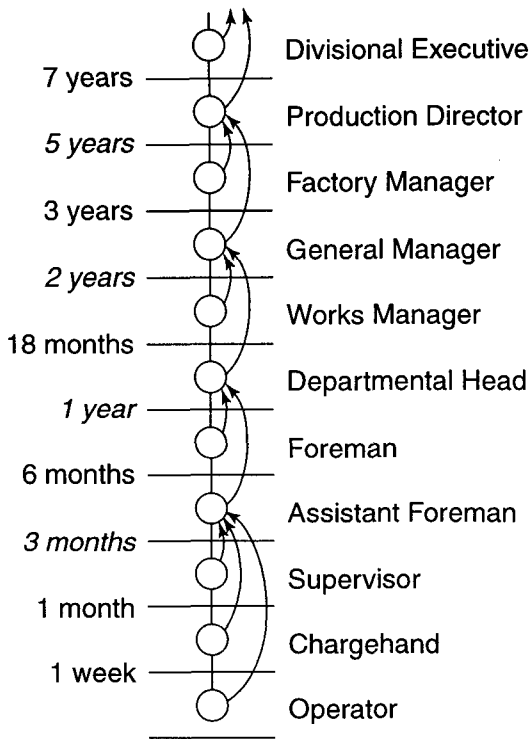 Divisional Executive
7 years
Production Director
5 years
Factory Manager
3 years
General Manager
2 years
Works Manager
18 months
Departmental Head
1 year
Foreman
6 months
Assistant Foreman
3 months
Supervisor
1 month
Chargehand
1 week
Operator